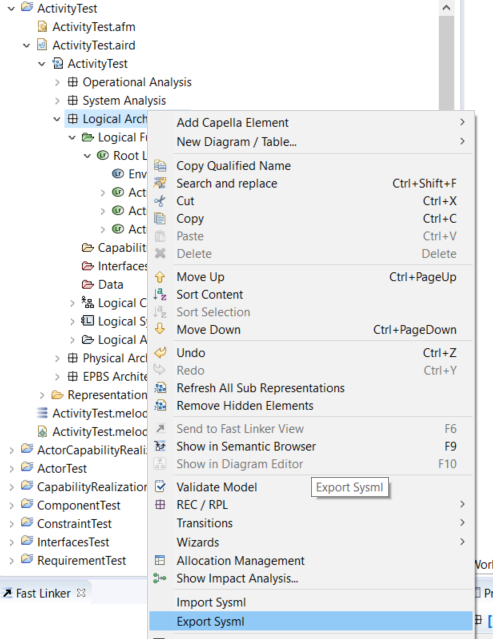 ActivityTest
ActivityTest.afm
ActivityTest.aird
ActivityTest
Operational Analysis
System Analysis
Logical Arch
Logical Fu
Root L
Env
Act
Act
Act
Capabilit
Interfaces
Data
Logical C
Logical Sy
Logical A
Physical Arc
EPBS Archite
Representation
ActivityTest.melod
ActivityTest.melod
ActorCapabilityReali
ActorTest
CapabilityRealization
ComponentTest
ConstraintTest
InterfacesTest
RequirementTest
Fast Linker
Add Capella Element
New Diagram / Table...
Copy Qualified Name
Search and replace Ctrl+Shift+F
Cut Ctrl+X
Copy Ctrl+C
Paste Ctrl+V
Delete Delete
Move Up Ctrl+PageUp
Sort Content
Sort Selection
Move Down Ctrl+PageDown
Undo Ctrl+Z
Redo Ctrl+Y
Refresh All Sub Representations
Remove Hidden Elements
Send to Fast Linker View F6
Show in Semantic Browser F9
Show in Diagram Editor F10
Validate Model
Export Sysml
REC / RPL
Transitions
Wizards
Allocation Management
Show Impact Analysis...
Import Sysml
Export Sysml
Work
Pr